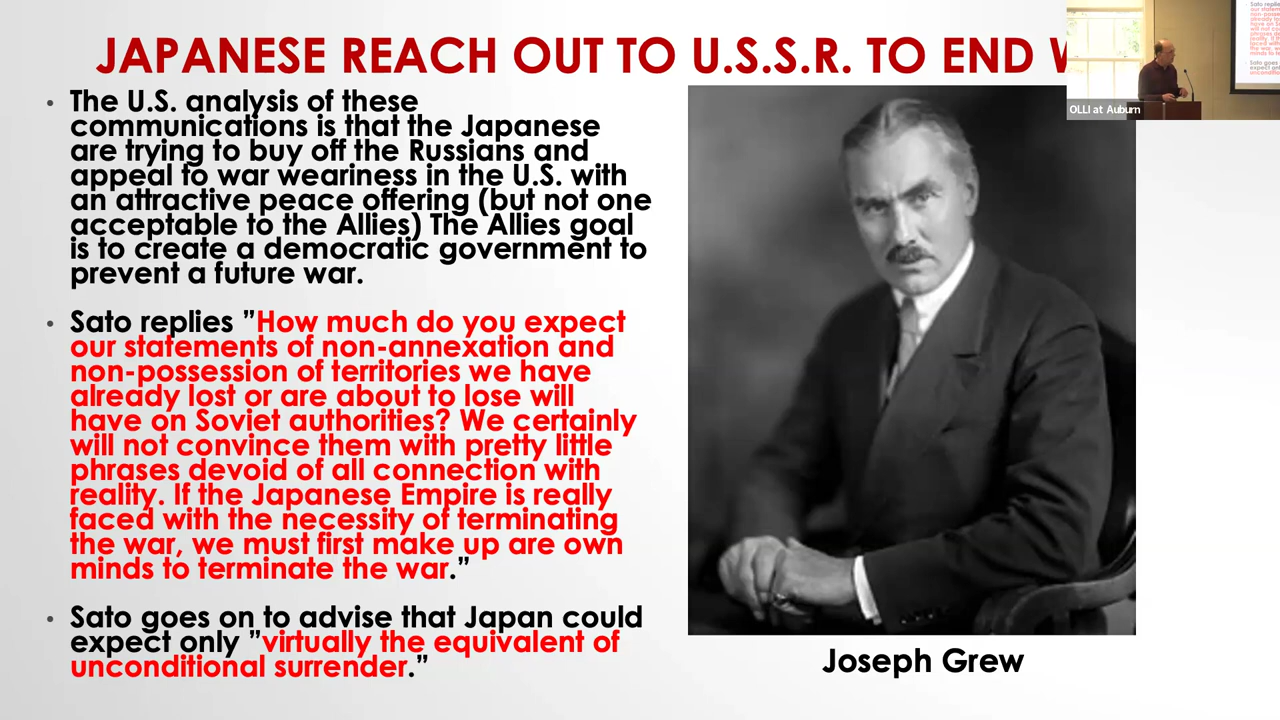 JAPANESE REACH OUT TO U.S.S.R. TO END
• The U.S. analysis of these
communications is that the Japanese
are trying to buy off the Russians and
appeal to war weariness in the U.S. with
an attractive peace offering (but not one
acceptable to the Allies) The Allies goal
is to create a democratic government to
prevent a future war.
• Sato replies ”How much do you expect
our statements of non-annexation and
non-possession of territories we have
already lost or are about to lose will
have on Soviet authorities? We certainly
will not convince them with pretty little
phrases devoid of all connection with
reality. If the Japanese Empire is really
faced with the necessity of terminating
the war, we must first make up are own
minds to terminate the war.”
• Sato goes on to advise that Japan could
expect only ”virtually the equivalent of
unconditional surrender.”
Joseph Grew
OLLI at Auburn